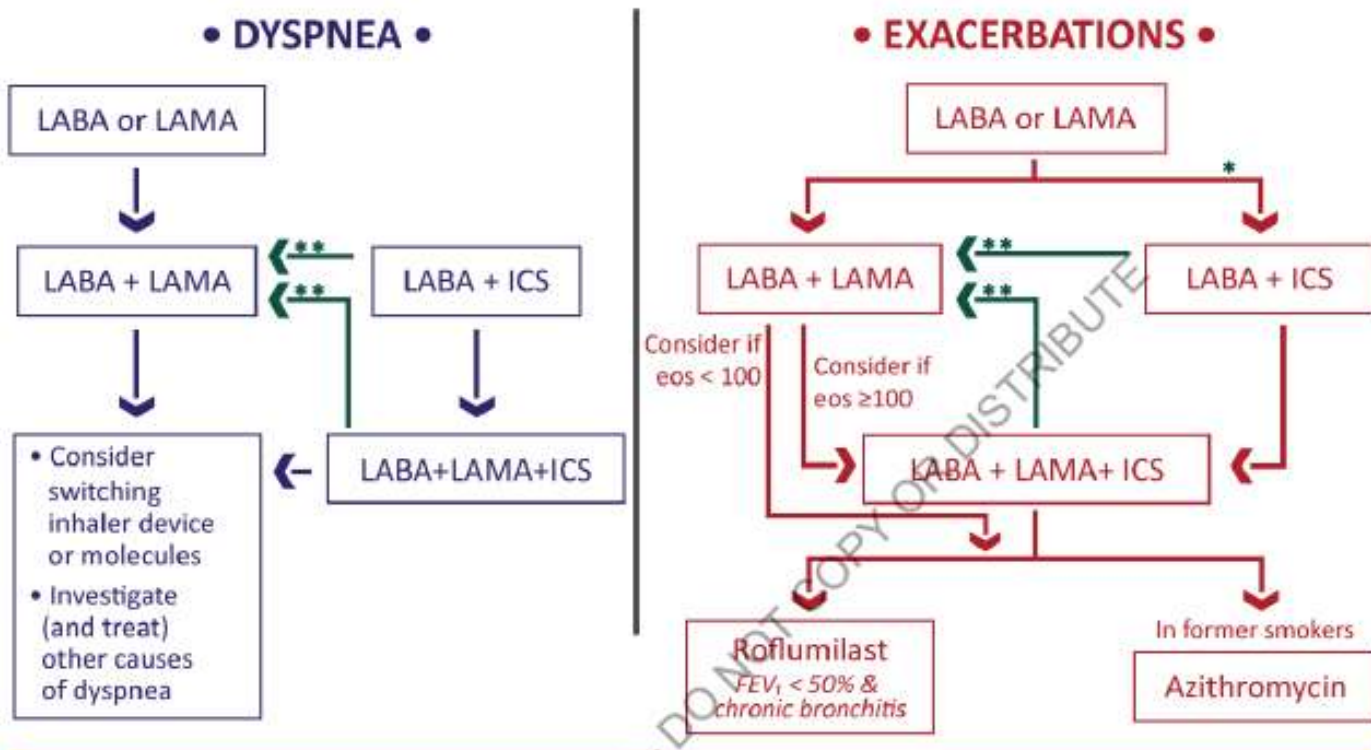 • DYSPNEA •
LABA or LAMA
LABA + LAMA
**
**
LABA + ICS
• Consider
switching
inhaler device
or molecules
• Investigate
(and treat)
other causes
of dyspnea
LABA+LAMA+ICS
• EXACERBATIONS •
LABA or LAMA
*
LABA + LAMA
**
**
LABA + ICS
Consider if
eos < 100
Consider if
eos ≥100
LABA + LAMA+ ICS
Roflumilast
FEV₁ < 50% &
chronic bronchitis
In former smokers
Azithromycin
DO NOT COPY OR DISTRIBUTE